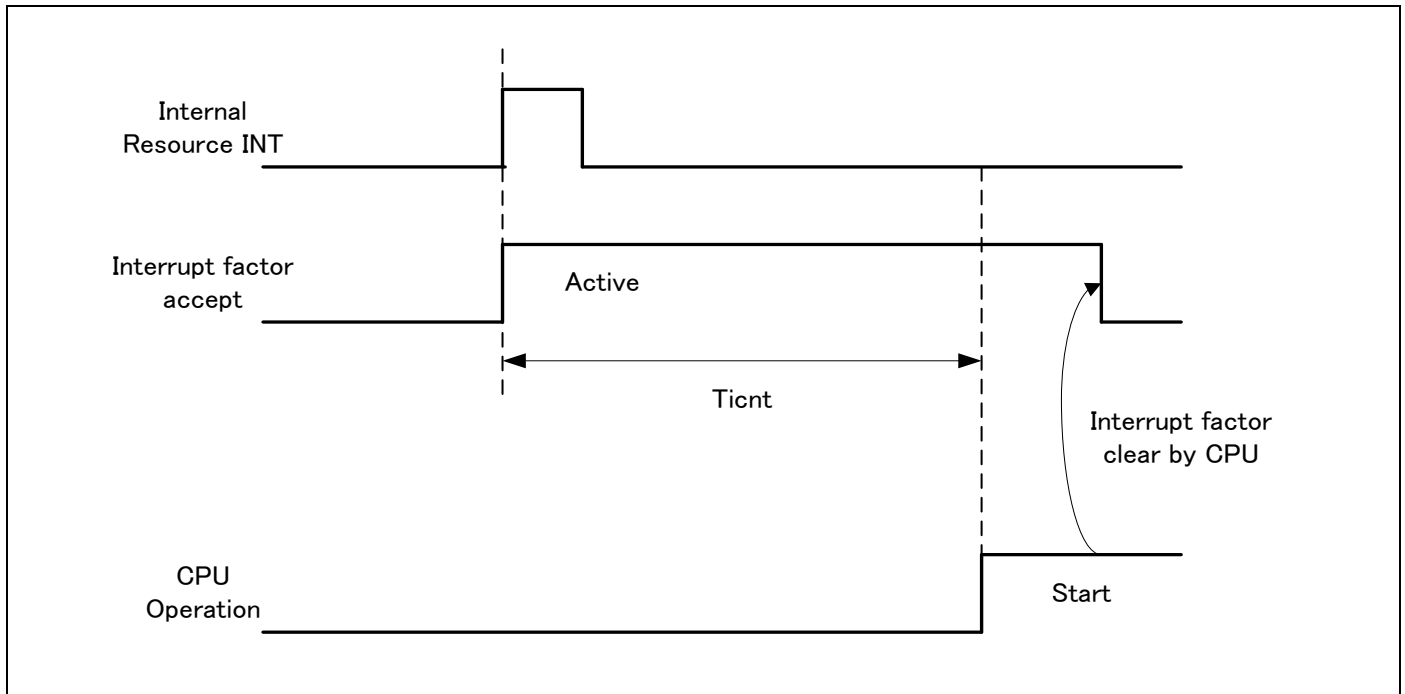 Internal
Resource INT
Interrupt factor
accept
Active
Ticnt
Interrupt factor
clear by CPU
CPU
Operation
Start